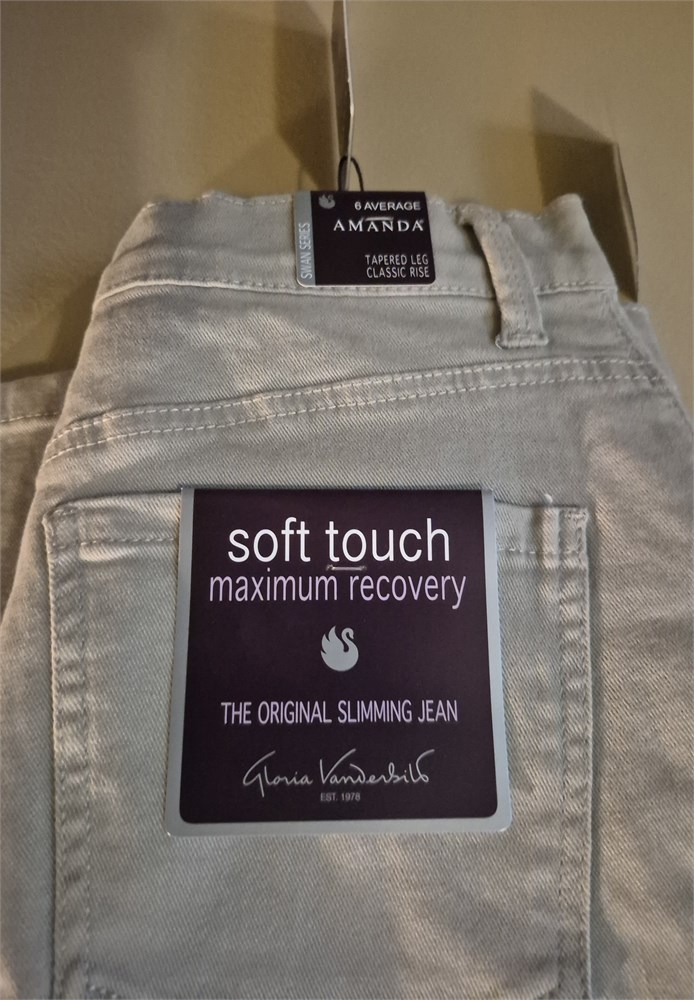 6 AVERAGE
AMANDA®
SWAN SERIES
TAPERED LEG
CLASSIC RISE
soft touch
maximum recovery
THE ORIGINAL SLIMMING JEAN
Gloria Vanderbilt
EST. 1978